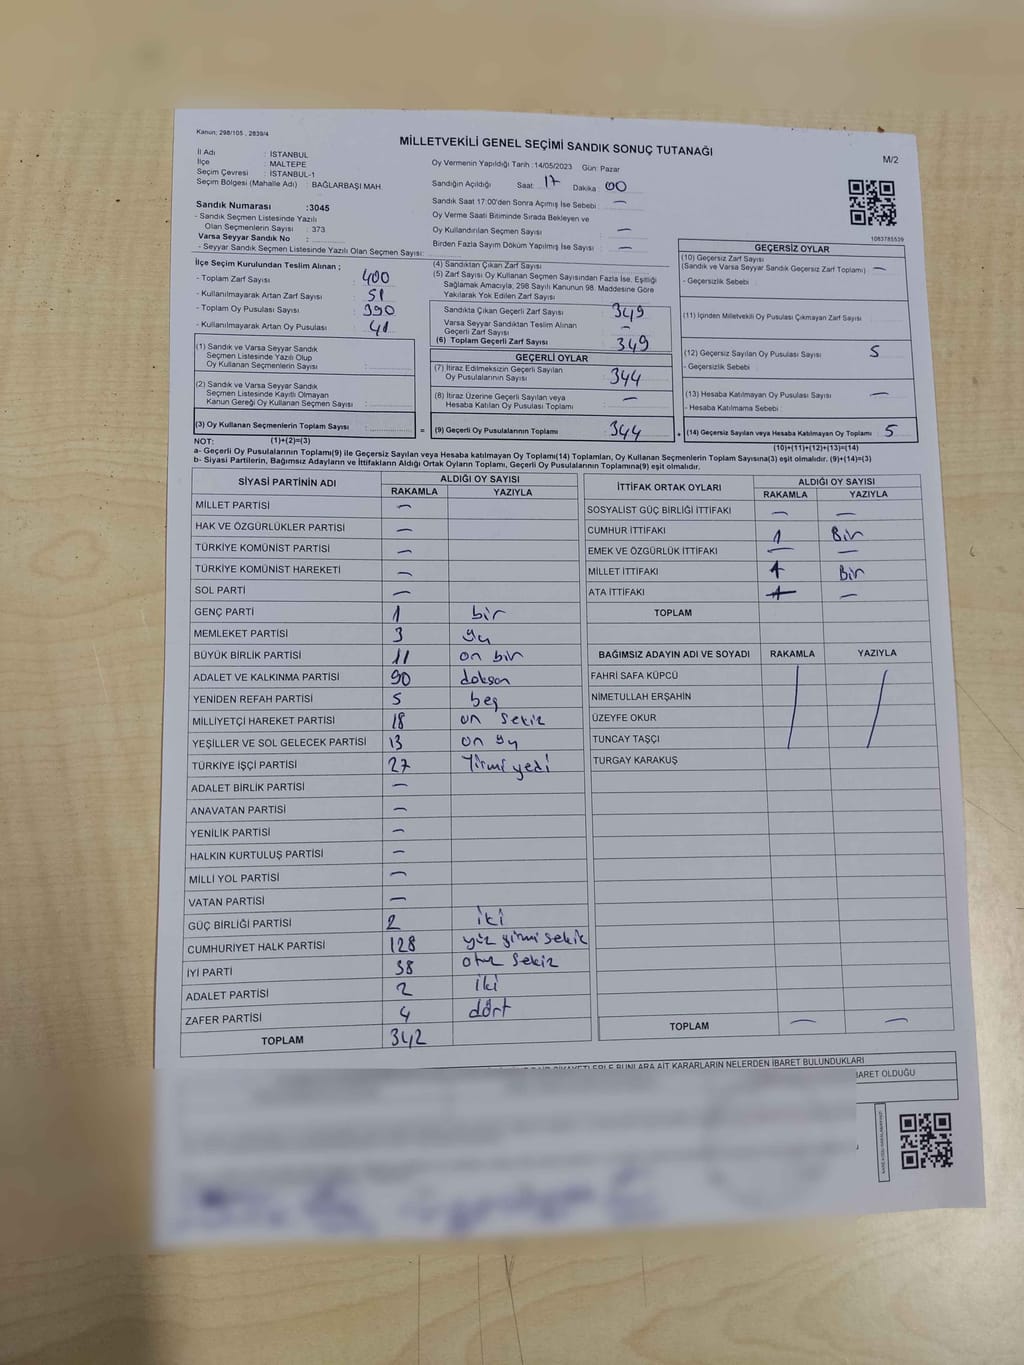 Kanun: 298/105 , 2839/4
MİLLETVEKİLİ GENEL SEÇİMİ SANDIK SONUÇ TUTANAĞI
M/2
İl Adı : İSTANBUL
İlçe : MALTEPE
Seçim Çevresi : İSTANBUL-1
Seçim Bölgesi (Mahalle Adı) : BAĞLARBAŞI MAH.
Oy Vermenin Yapıldığı Tarih :14/05/2023 Gün: Pazar
Sandığın Açıldığı Saat: 17 Dakika: 00
Sandık Saat 17:00'den Sonra Açımış İse Sebebi : —
Oy Verme Saati Bitiminde Sırada Bekleyen ve
Oy Kullandırılan Seçmen Sayısı : —
Birden Fazla Sayım Döküm Yapılmış İse Sayısı : —
1083785539
Sandık Numarası :3045
- Sandık Seçmen Listesinde Yazılı
Olan Seçmenlerin Sayısı : 373
Varsa Seyyar Sandık No :
- Seyyar Sandık Seçmen Listesinde Yazılı Olan Seçmen Sayısı:
İlçe Seçim Kurulundan Teslim Alınan ;
- Toplam Zarf Sayısı : 400
- Kullanılmayarak Artan Zarf Sayısı : 51
- Toplam Oy Pusulası Sayısı : 390
- Kullanılmayarak Artan Oy Pusulası : 41
(1) Sandık ve Varsa Seyyar Sandık
Seçmen Listesinde Yazılı Olup
Oy Kullanan Seçmenlerin Sayısı :
(2) Sandık ve Varsa Seyyar Sandık
Seçmen Listesinde Kayıtlı Olmayan
Kanun Gereği Oy Kullanan Seçmen Sayısı :
(3) Oy Kullanan Seçmenlerin Toplam Sayısı :
(4) Sandıktan Çıkan Zarf Sayısı
(5) Zarf Sayısı Oy Kullanan Seçmen Sayısından Fazla İse, Eşitliği
Sağlamak Amacıyla; 298 Sayılı Kanunun 98. Maddesine Göre
Yakılarak Yok Edilen Zarf Sayısı
Sandıkta Çıkan Geçerli Zarf Sayısı : 349
Varsa Seyyar Sandıktan Teslim Alınan
Geçerli Zarf Sayısı : —
(6) Toplam Geçerli Zarf Sayısı : 349
GEÇERLİ OYLAR
(7) İtiraz Edilmeksizin Geçerli Sayılan
Oy Pusulalarının Sayısı : 344
(8) İtiraz Üzerine Geçerli Sayılan veya
Hesaba Katılan Oy Pusulası Toplamı : —
= (9) Geçerli Oy Pusulalarının Toplamı : 344
GEÇERSİZ OYLAR
(10) Geçersiz Zarf Sayısı
(Sandık ve Varsa Seyyar Sandık Geçersiz Zarf Toplamı) : —
- Geçersizlik Sebebi :
(11) İçinden Milletvekili Oy Pusulası Çıkmayan Zarf Sayısı :
(12) Geçersiz Sayılan Oy Pusulası Sayısı : 5
- Geçersizlik Sebebi :
(13) Hesaba Katılmayan Oy Pusulası Sayısı : —
- Hesaba Katılmama Sebebi :
+ (14) Geçersiz Sayılan veya Hesaba Katılmayan Oy Toplamı : 5
NOT: (1)+(2)=(3)
(10)+(11)+(12)+(13)=(14)
a- Geçerli Oy Pusulalarının Toplamı(9) ile Geçersiz Sayılan veya Hesaba katılmayan Oy Toplamı(14) Toplamları, Oy Kullanan Seçmenlerin Toplam Sayısına(3) eşit olmalıdır. (9)+(14)=(3)
b- Siyasi Partilerin, Bağımsız Adayların ve İttifakların Aldığı Ortak Oyların Toplamı, Geçerli Oy Pusulalarının Toplamına(9) eşit olmalıdır.
SİYASİ PARTİNİN ADI ALDIĞI OY SAYISI
RAKAMLA YAZIYLA
MİLLET PARTİSİ —
HAK VE ÖZGÜRLÜKLER PARTİSİ —
TÜRKİYE KOMÜNİST PARTİSİ —
TÜRKİYE KOMÜNİST HAREKETİ —
SOL PARTİ —
GENÇ PARTİ 1 bir
MEMLEKET PARTİSİ 3 üç
BÜYÜK BİRLİK PARTİSİ 11 on bir
ADALET VE KALKINMA PARTİSİ 90 doksan
YENİDEN REFAH PARTİSİ 5 beş
MİLLİYETÇİ HAREKET PARTİSİ 18 on sekiz
YEŞİLLER VE SOL GELECEK PARTİSİ 13 on üç
TÜRKİYE İŞÇİ PARTİSİ 27 Yirmi yedi
ADALET BİRLİK PARTİSİ —
ANAVATAN PARTİSİ —
YENİLİK PARTİSİ —
HALKIN KURTULUŞ PARTİSİ —
MİLLİ YOL PARTİSİ —
VATAN PARTİSİ —
GÜÇ BİRLİĞİ PARTİSİ 2 iki
CUMHURİYET HALK PARTİSİ 128 yüz yirmi sekiz
İYİ PARTİ 38 otuz sekiz
ADALET PARTİSİ 2 iki
ZAFER PARTİSİ 4 dört
TOPLAM 342
İTTİFAK ORTAK OYLARI ALDIĞI OY SAYISI
RAKAMLA YAZIYLA
SOSYALİST GÜÇ BİRLİĞİ İTTİFAKI — —
CUMHUR İTTİFAKI 1 Bir
EMEK VE ÖZGÜRLÜK İTTİFAKI — —
MİLLET İTTİFAKI 1 Bir
ATA İTTİFAKI — —
TOPLAM
BAĞIMSIZ ADAYIN ADI VE SOYADI RAKAMLA YAZIYLA
FAHRİ SAFA KÜPCÜ
NİMETULLAH ERŞAHİN
ÜZEYFE OKUR
TUNCAY TAŞÇI
TURGAY KARAKUŞ
TOPLAM — —
BUNLARA AİT KARARLARIN NELERDEN İBARET BULUNDUKLARI
BARET OLDUĞU